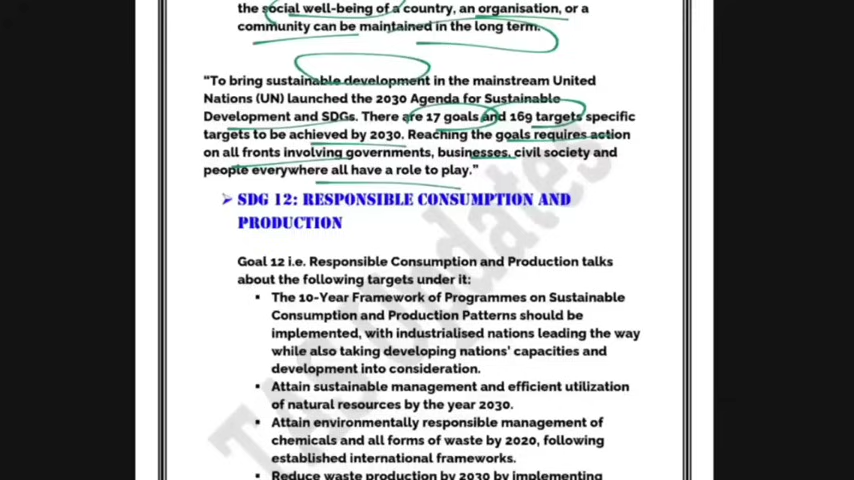 the social well-being of a country, an organisation, or a
community can be maintained in the long term.
"To bring sustainable development in the mainstream United
Nations (UN) launched the 2030 Agenda for Sustainable
Development and SDGs. There are 17 goals and 169 targets specific
targets to be achieved by 2030. Reaching the goals requires action
on all fronts involving governments, businesses, civil society and
people everywhere all have a role to play."
➢ SDG 12: RESPONSIBLE CONSUMPTION AND
PRODUCTION
Goal 12 i.e. Responsible Consumption and Production talks
about the following targets under it:
▪ The 10-Year Framework of Programmes on Sustainable
Consumption and Production Patterns should be
implemented, with industrialised nations leading the way
while also taking developing nations' capacities and
development into consideration.
▪ Attain sustainable management and efficient utilization
of natural resources by the year 2030.
▪ Attain environmentally responsible management of
chemicals and all forms of waste by 2020, following
established international frameworks.
▪ Reduce waste production by 2030 by implementing
Updates